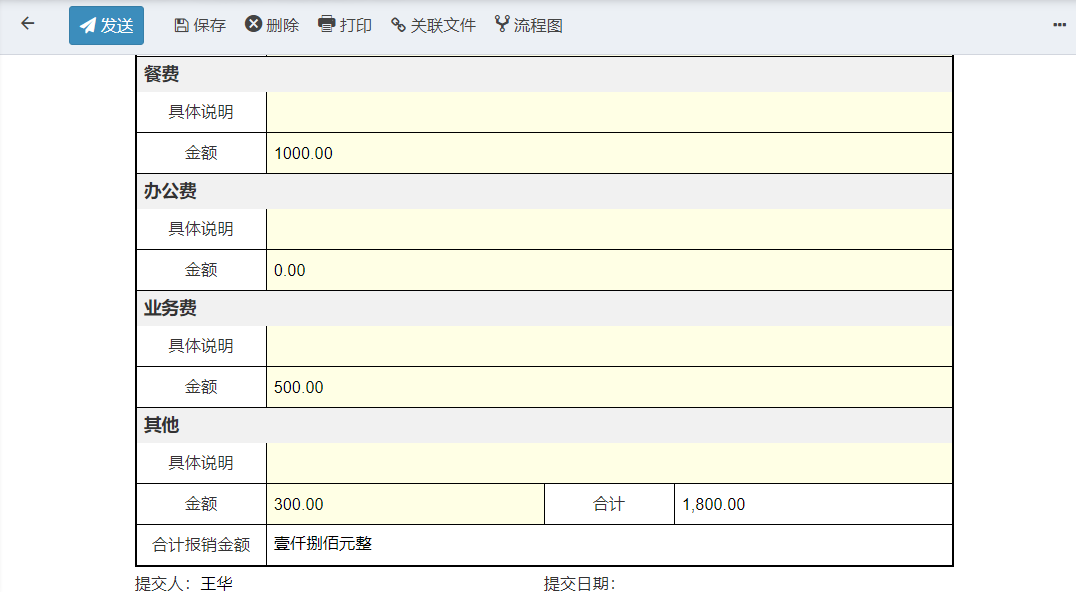 发送 保存 删除 打印 关联文件 流程图
餐费
具体说明
金额 1000.00
办公费
具体说明
金额 0.00
业务费
具体说明
金额 500.00
其他
具体说明
金额 300.00 合计 1,800.00
合计报销金额 壹仟捌佰元整
提交人：王华 提交日期：